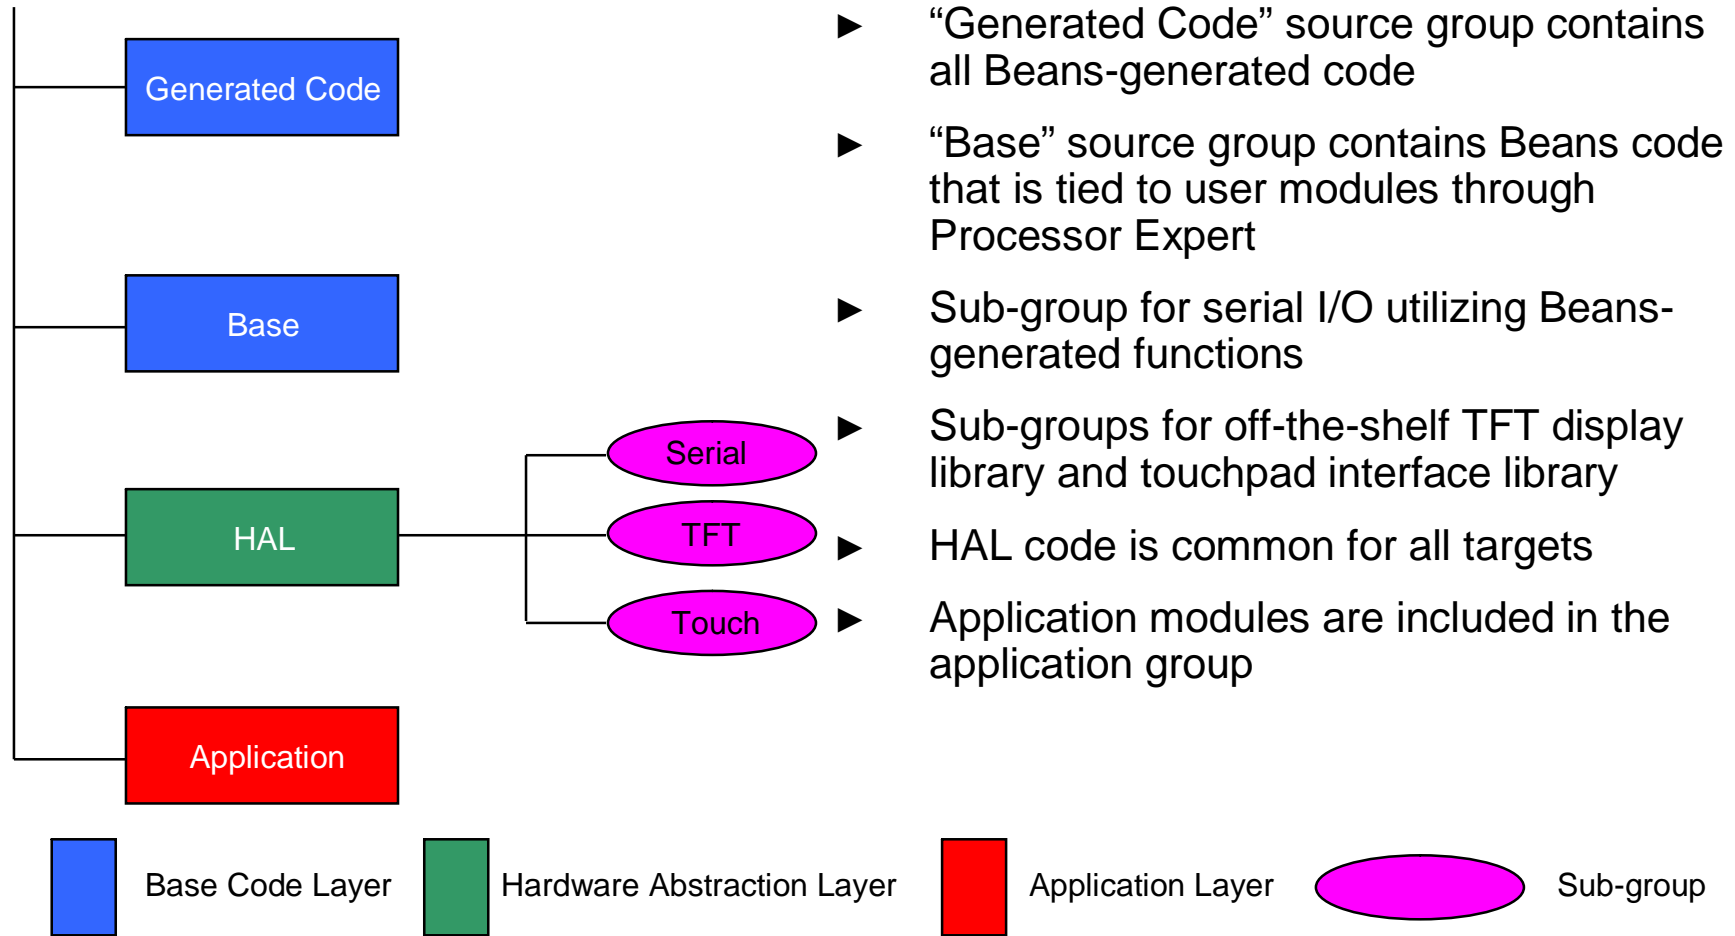 Generated Code
Base
HAL
Application
Serial
TFT
Touch
► “Generated Code” source group contains
all Beans-generated code
► “Base” source group contains Beans code
that is tied to user modules through
Processor Expert
► Sub-group for serial I/O utilizing Beans-
generated functions
► Sub-groups for off-the-shelf TFT display
library and touchpad interface library
► HAL code is common for all targets
► Application modules are included in the
application group
Base Code Layer
Hardware Abstraction Layer
Application Layer
Sub-group